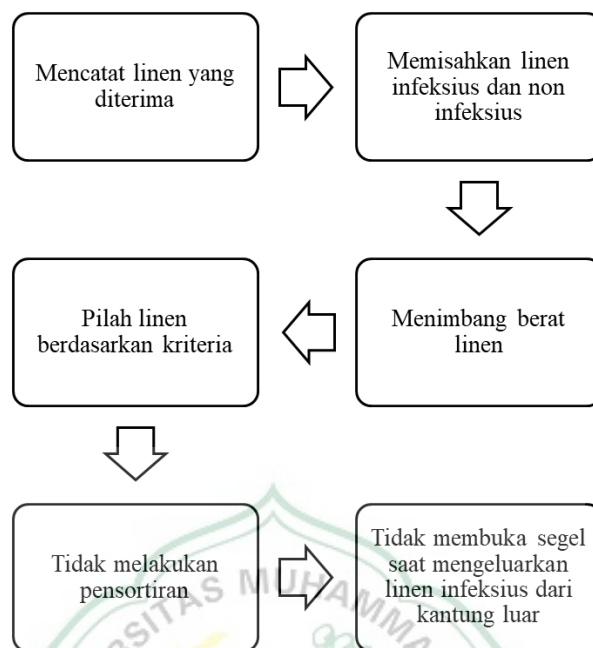 Mencatat linen yang
diterima
Memisahkan linen
infeksius dan non
infeksius
Menimbang berat
linen
Pilah linen
berdasarkan kriteria
Tidak melakukan
pensortiran
Tidak membuka segel
saat mengeluarkan
linen infeksius dari
kantung luar